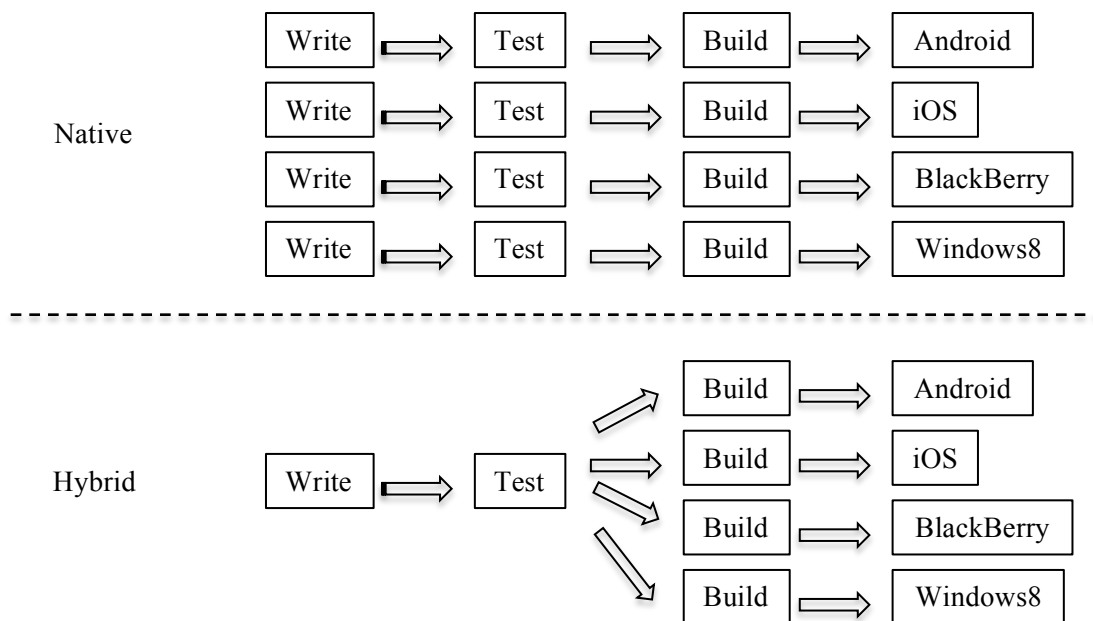 Write Test Build Android
Write Test Build iOS
Native
Write Test Build BlackBerry
Write Test Build Windows8
Build Android
Build iOS
Hybrid Write Test
Build BlackBerry
Build Windows8